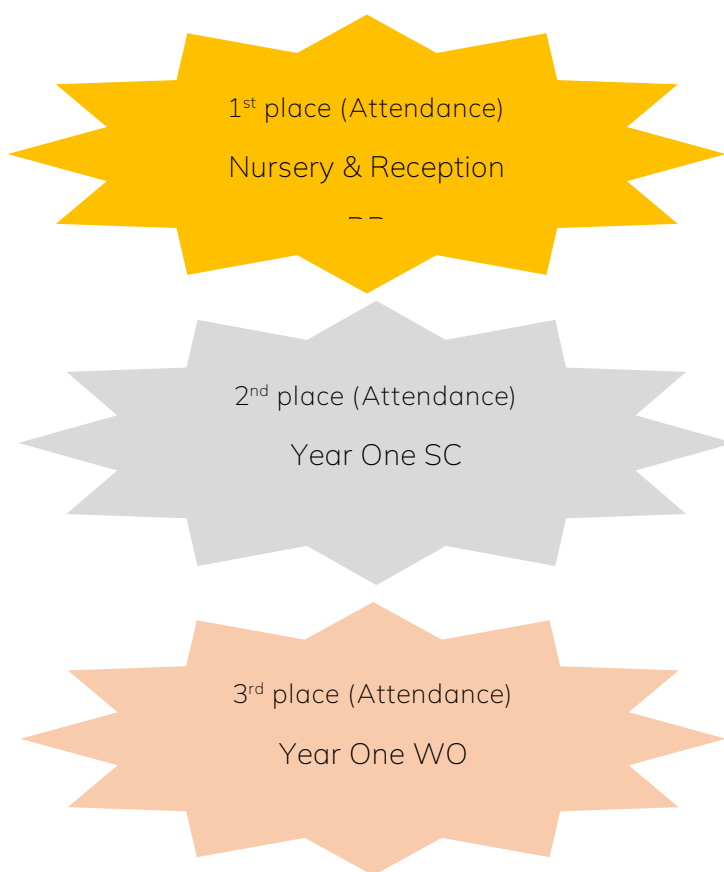 1st place (Attendance)
Nursery & Reception
2nd place (Attendance)
Year One SC
3rd place (Attendance)
Year One WO